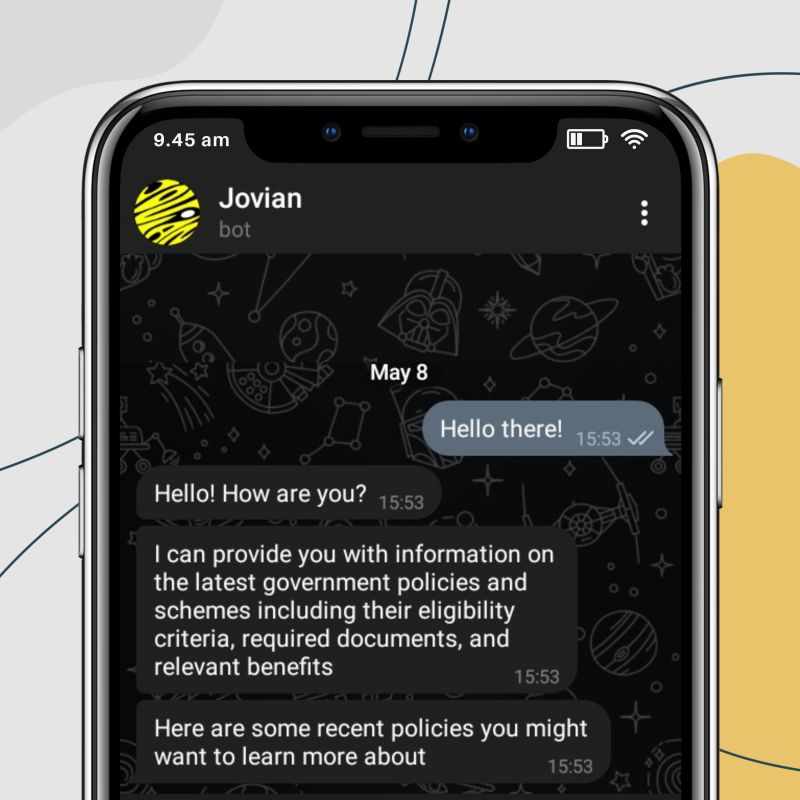 9.45 am
Jovian
bot
May 8
Hello there! 15:53
Hello! How are you? 15:53
I can provide you with information on
the latest government policies and
schemes including their eligibility
criteria, required documents, and
relevant benefits
15:53
Here are some recent policies you might
want to learn more about
15:53